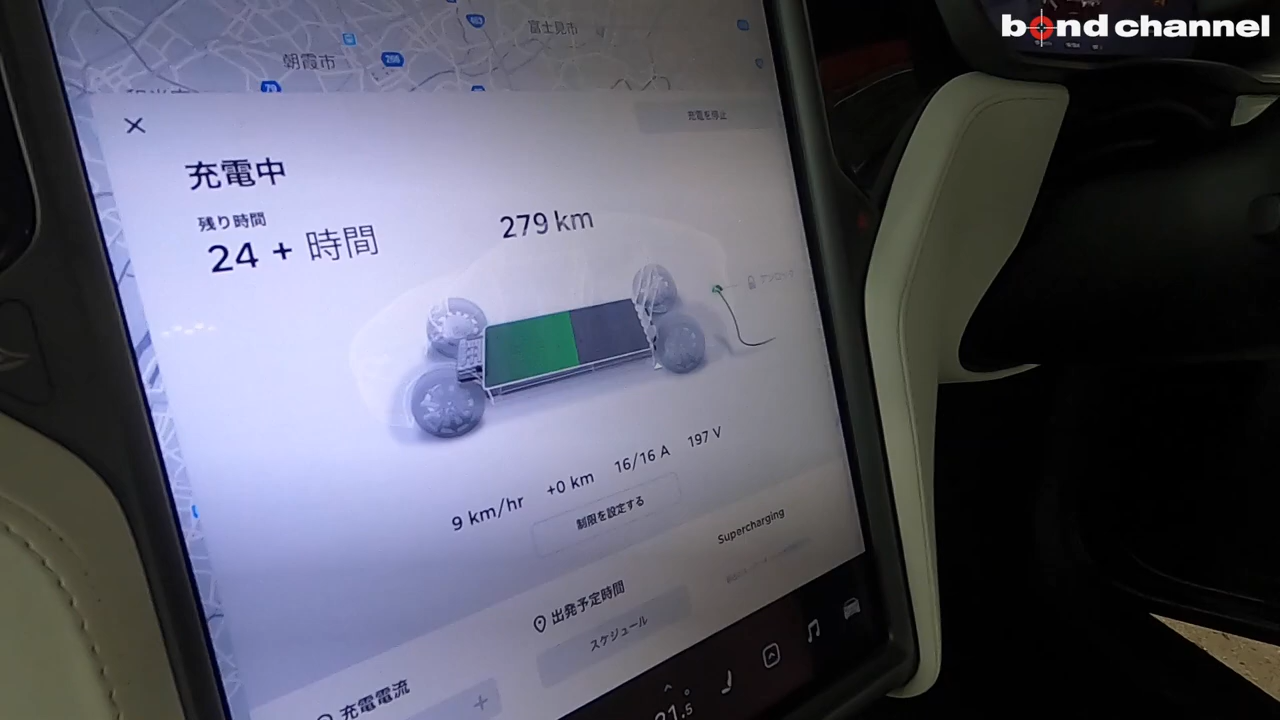 bond channel
富士見市
朝霞市
充電を停止
充電中
残り時間
24 + 時間
279 km
9 km/hr +0 km 16/16 A 197 V
制限を設定する
Supercharging
出発予定時間
スケジュール
充電電流
+
21.5